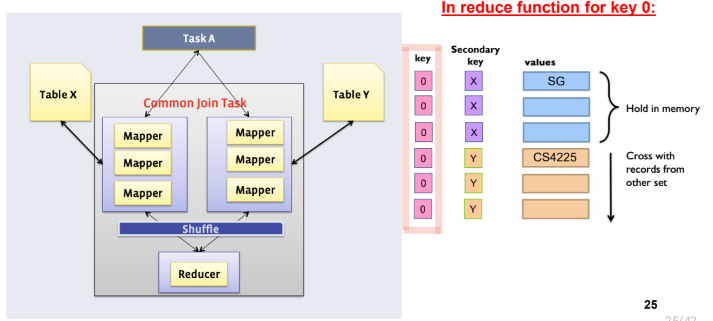 In reduce function for key 0:
Task A
Table X
Table Y
Common Join Task
Mapper
Mapper
Mapper
Mapper
Mapper
Mapper
Shuffle
Reducer
key
Secondary
key
values
0
X
SG
0
X
0
X
Hold in memory
0
Y
CS4225
0
Y
0
Y
Cross with
records from
other set
25
25/42